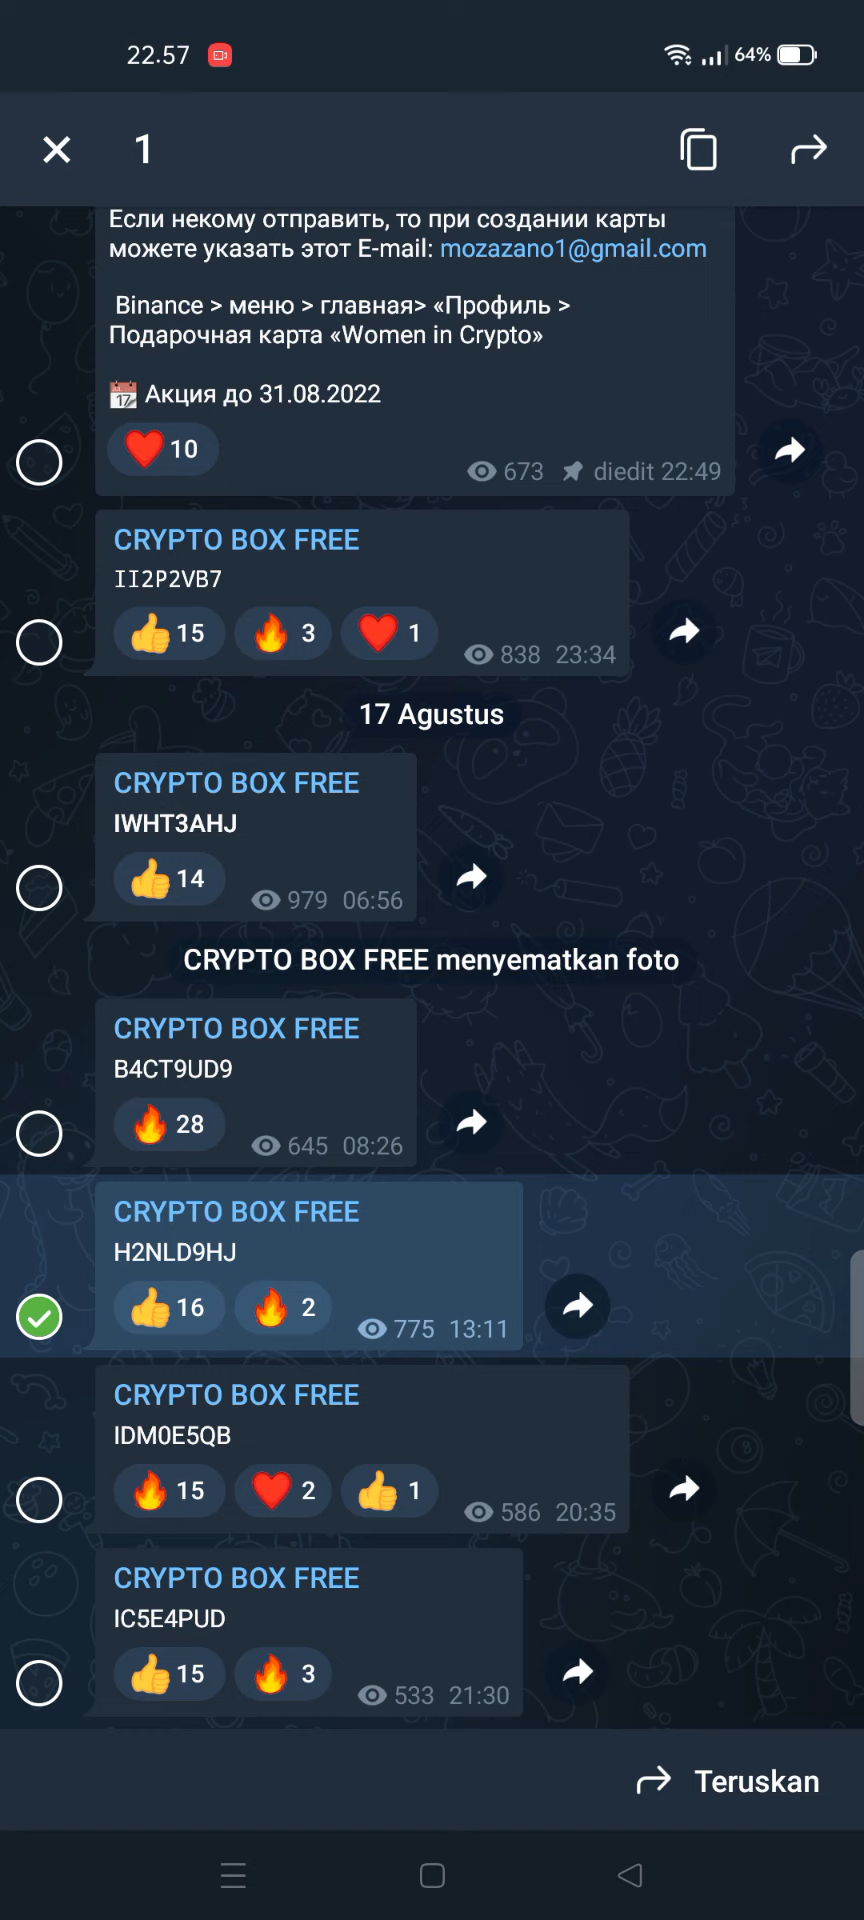 22.57
64%
1
Если некому отправить, то при создании карты
можете указать этот E-mail: mozazano1@gmail.com
Binance > меню > главная> «Профиль >
Подарочная карта «Women in Crypto»
📆 Акция до 31.08.2022
❤️ 10
673 diedit 22:49
CRYPTO BOX FREE
II2P2VB7
👍 15 🔥 3 ❤️ 1
838 23:34
17 Agustus
CRYPTO BOX FREE
IWHT3AHJ
👍 14
979 06:56
CRYPTO BOX FREE menyematkan foto
CRYPTO BOX FREE
B4CT9UD9
🔥 28
645 08:26
CRYPTO BOX FREE
H2NLD9HJ
👍 16 🔥 2
775 13:11
CRYPTO BOX FREE
IDM0E5QB
🔥 15 ❤️ 2 👍 1
586 20:35
CRYPTO BOX FREE
IC5E4PUD
👍 15 🔥 3
533 21:30
Teruskan